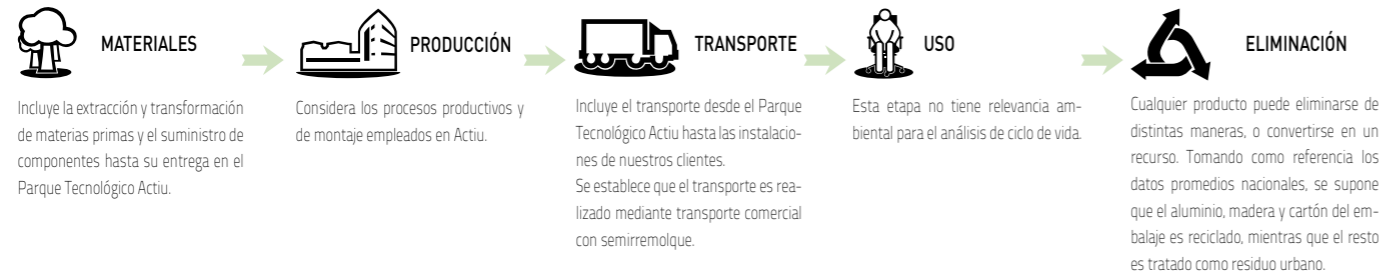 MATERIALES
Incluye la extracción y transformación
de materias primas y el suministro de
componentes hasta su entrega en el
Parque Tecnológico Actiu.
PRODUCCIÓN
Considera los procesos productivos y
de montaje empleados en Actiu.
TRANSPORTE
Incluye el transporte desde el Parque
Tecnológico Actiu hasta las instalacio-
nes de nuestros clientes.
Se establece que el transporte es rea-
lizado mediante transporte comercial
con semirremolque.
USO
Esta etapa no tiene relevancia am-
biental para el análisis de ciclo de vida.
ELIMINACIÓN
Cualquier producto puede eliminarse de
distintas maneras, o convertirse en un
recurso. Tomando como referencia los
datos promedios nacionales, se supone
que el aluminio, madera y cartón del em-
balaje es reciclado, mientras que el resto
es tratado como residuo urbano.